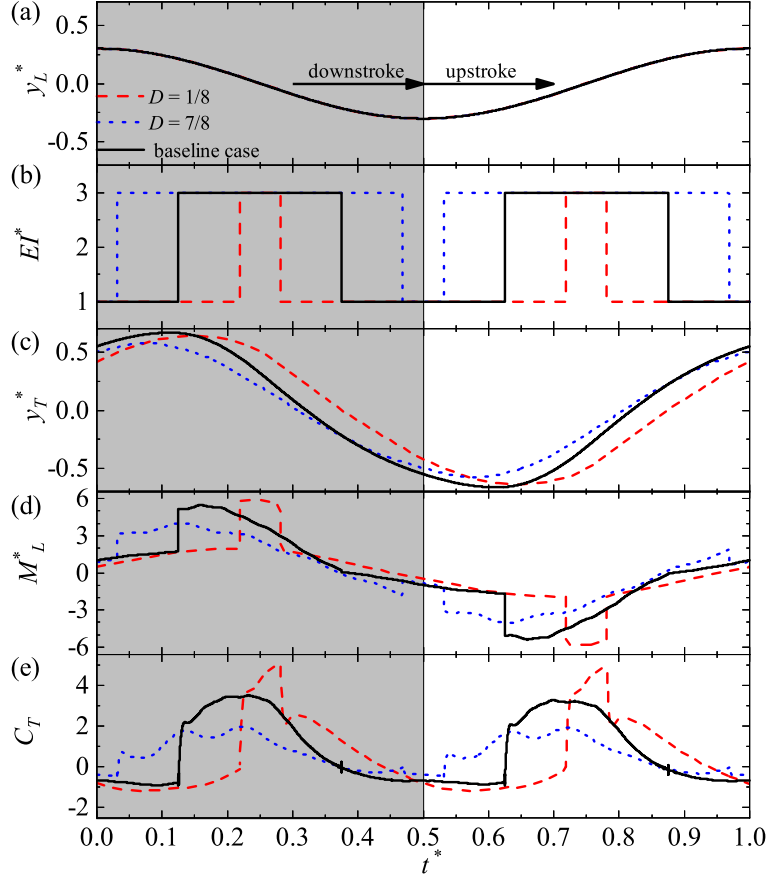 (a)
y*L
0.5
0.0
-0.5
downstroke upstroke
D = 1/8
D = 7/8
baseline case
(b)
EI*
3
2
1
(c)
y*T
0.5
0.0
-0.5
(d)
M*L
6
3
0
-3
-6
(e)
CT
4
2
0
-2
0.0 0.1 0.2 0.3 0.4 0.5 0.6 0.7 0.8 0.9 1.0
t*